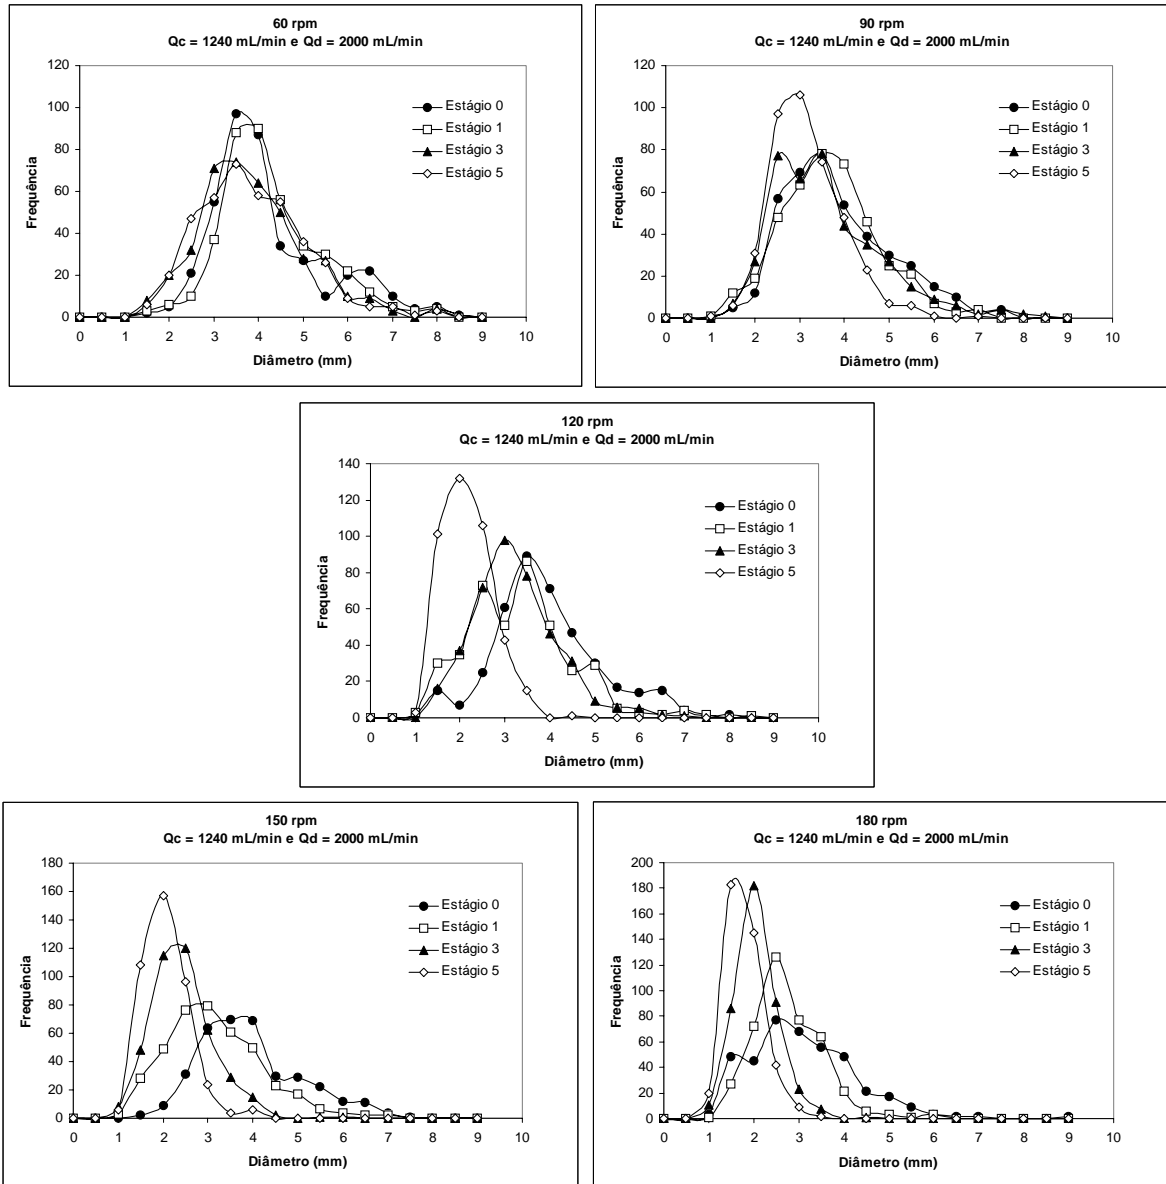 60 rpm
Qc = 1240 mL/min e Qd = 2000 mL/min
120
100
80
60
40
20
0
Frequência
Estágio 0
Estágio 1
Estágio 3
Estágio 5
0 1 2 3 4 5 6 7 8 9 10
Diâmetro (mm)
90 rpm
Qc = 1240 mL/min e Qd = 2000 mL/min
120
100
80
60
40
20
0
Frequência
Estágio 0
Estágio 1
Estágio 3
Estágio 5
0 1 2 3 4 5 6 7 8 9 10
Diâmetro (mm)
120 rpm
Qc = 1240 mL/min e Qd = 2000 mL/min
140
120
100
80
60
40
20
0
Frequência
Estágio 0
Estágio 1
Estágio 3
Estágio 5
0 1 2 3 4 5 6 7 8 9 10
Diâmetro (mm)
150 rpm
Qc = 1240 mL/min e Qd = 2000 mL/min
180
160
140
120
100
80
60
40
20
0
Frequência
Estágio 0
Estágio 1
Estágio 3
Estágio 5
0 1 2 3 4 5 6 7 8 9 10
Diâmetro (mm)
180 rpm
Qc = 1240 mL/min e Qd = 2000 mL/min
200
180
160
140
120
100
80
60
40
20
0
Frequência
Estágio 0
Estágio 1
Estágio 3
Estágio 5
0 1 2 3 4 5 6 7 8 9 10
Diâmetro (mm)